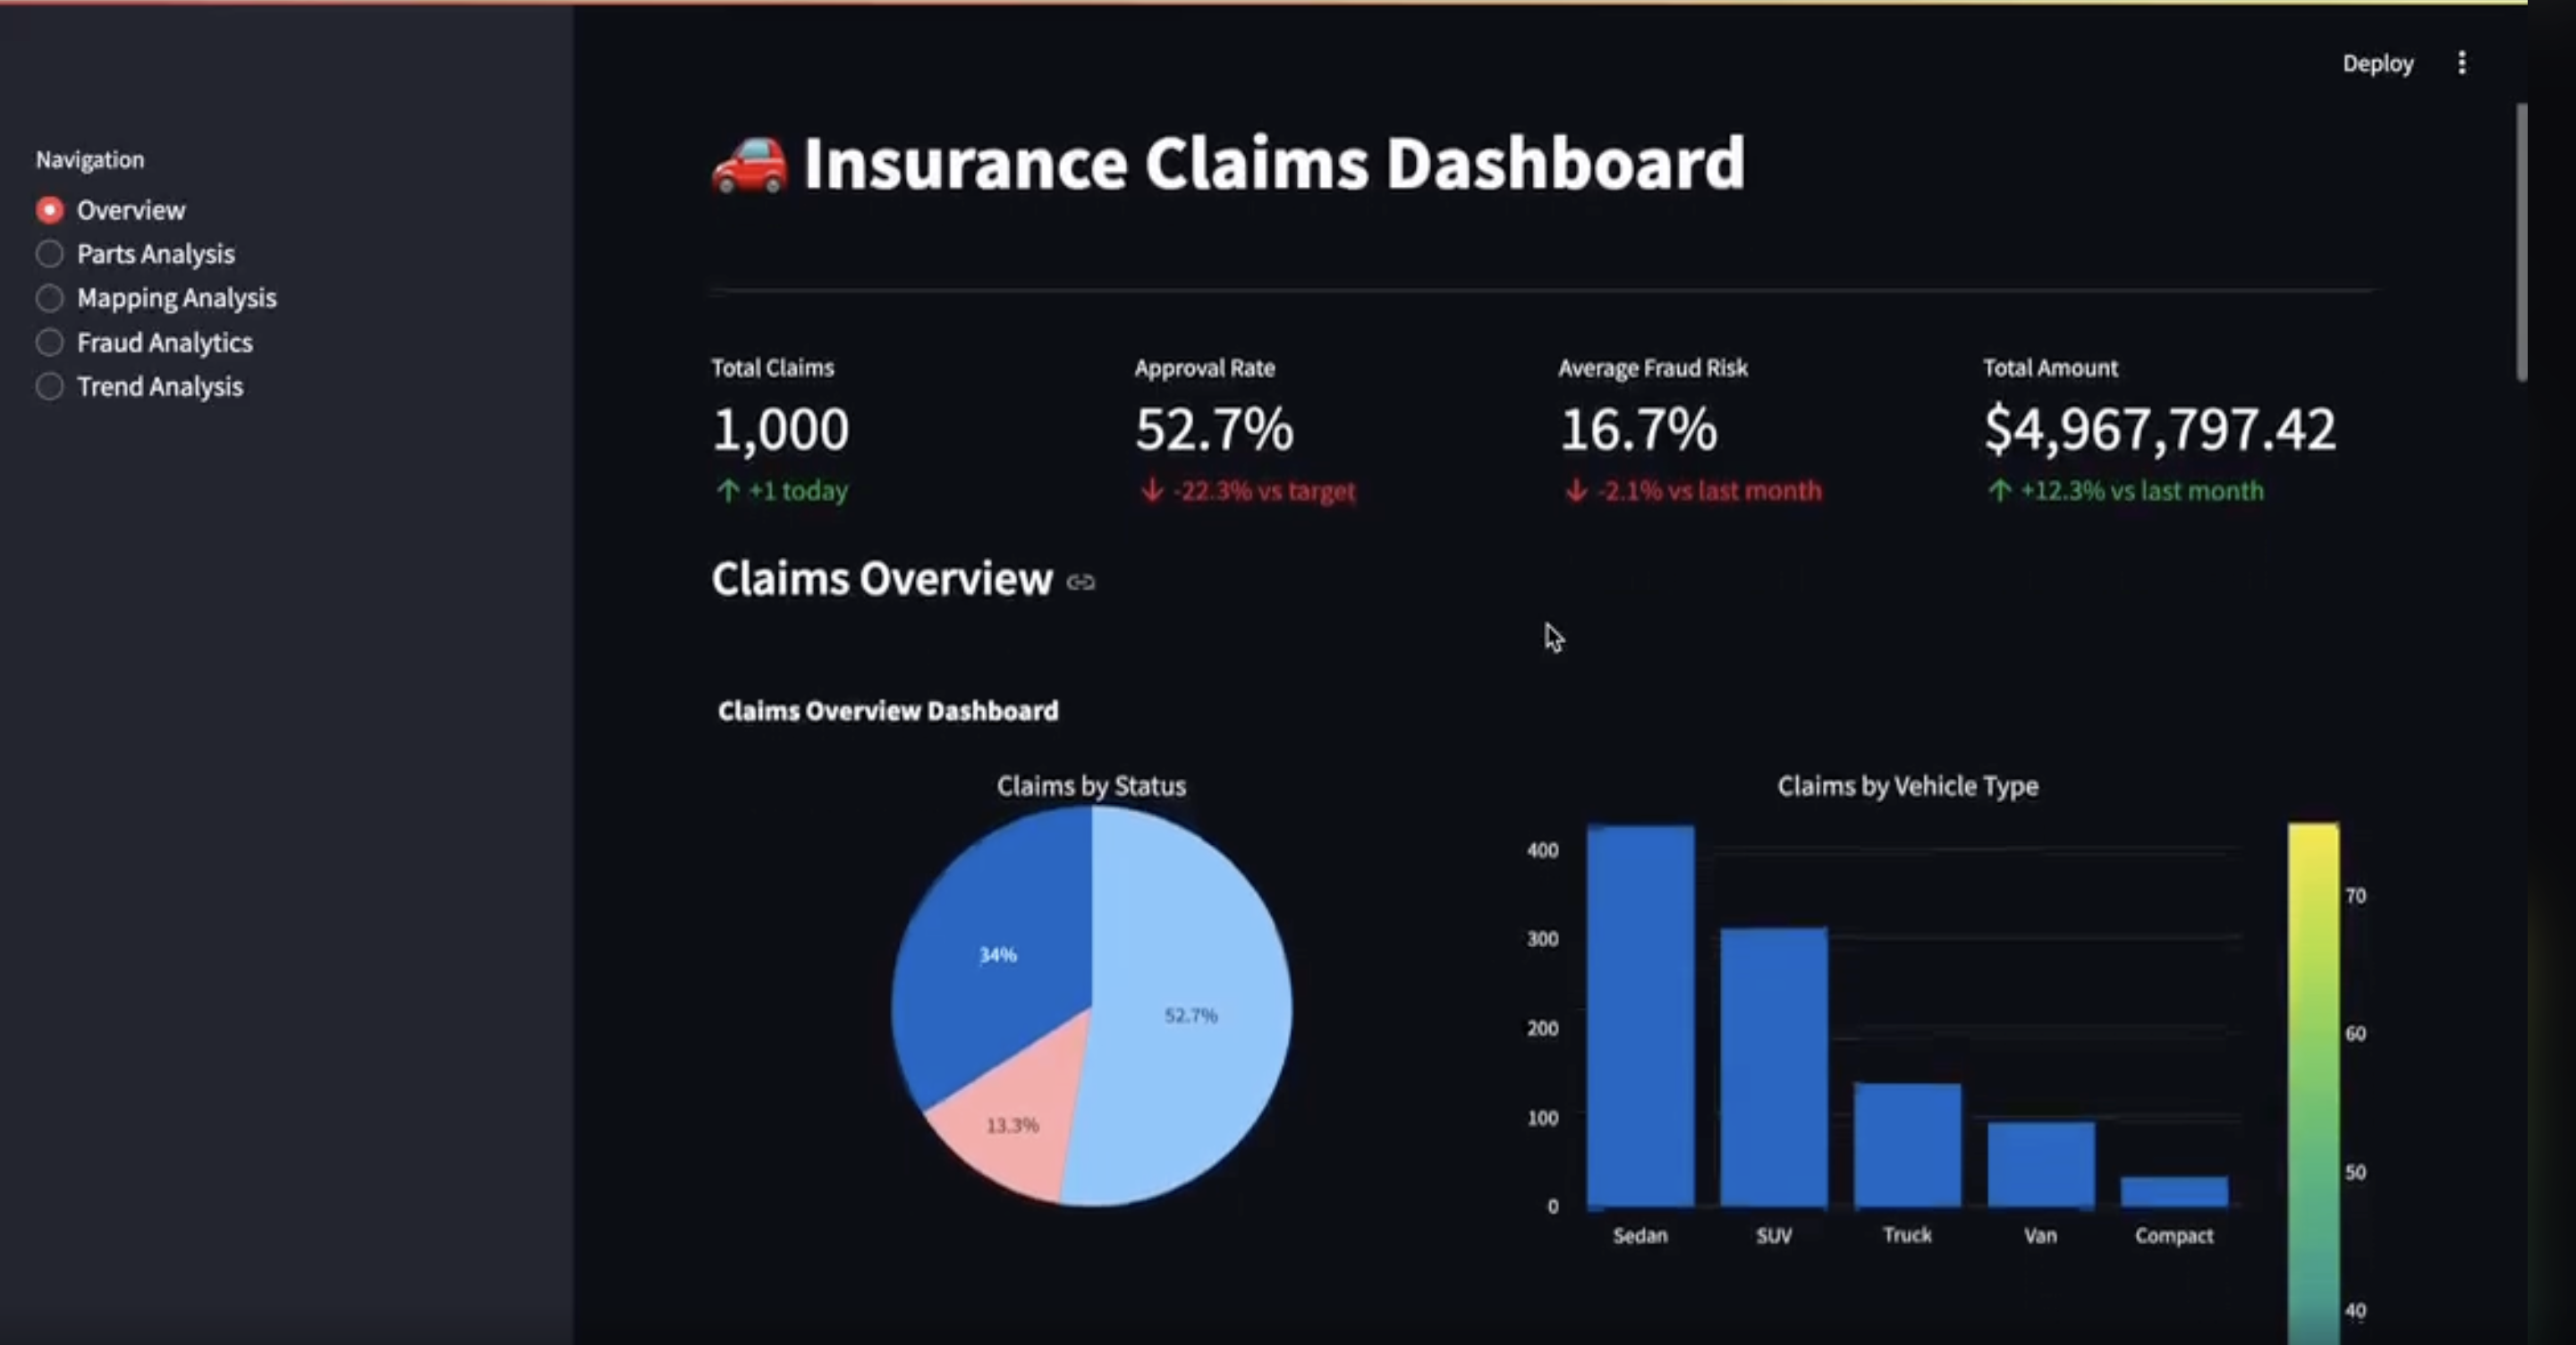 Deploy
Navigation
Overview
Parts Analysis
Mapping Analysis
Fraud Analytics
Trend Analysis
Insurance Claims Dashboard
Total Claims
1,000
↑ +1 today
Approval Rate
52.7%
↓ -22.3% vs target
Average Fraud Risk
16.7%
↓ -2.1% vs last month
Total Amount
$4,967,797.42
↑ +12.3% vs last month
Claims Overview
Claims Overview Dashboard
Claims by Status
34%
52.7%
13.3%
Claims by Vehicle Type
400
300
200
100
0
Sedan
SUV
Truck
Van
Compact
70
60
50
40